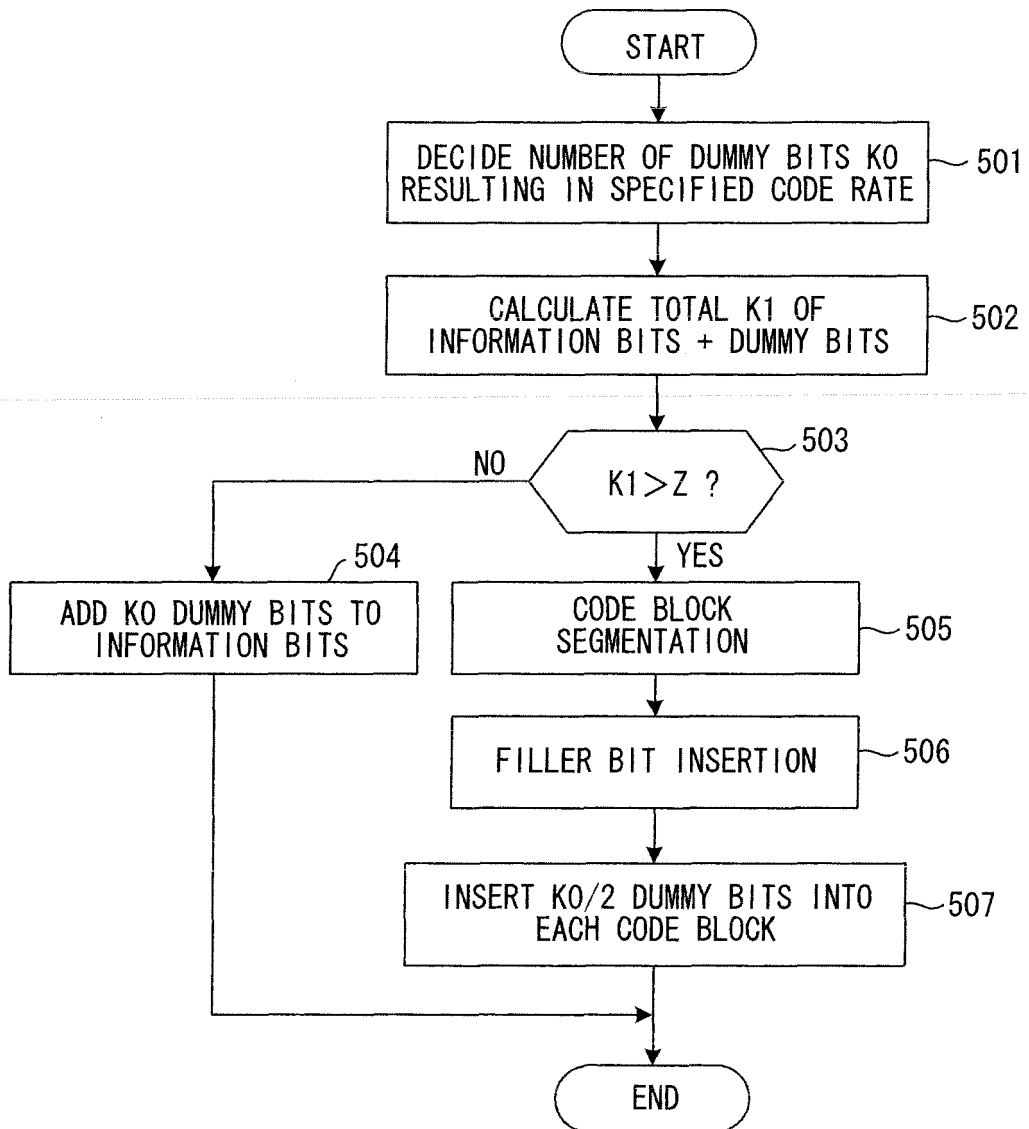 START
DECIDE NUMBER OF DUMMY BITS K0
RESULTING IN SPECIFIED CODE RATE
501
CALCULATE TOTAL K1 OF
INFORMATION BITS + DUMMY BITS
502
503
NO
K1>Z ?
YES
504
ADD K0 DUMMY BITS TO
INFORMATION BITS
CODE BLOCK
SEGMENTATION
505
FILLER BIT INSERTION
506
INSERT K0/2 DUMMY BITS INTO
EACH CODE BLOCK
507
END